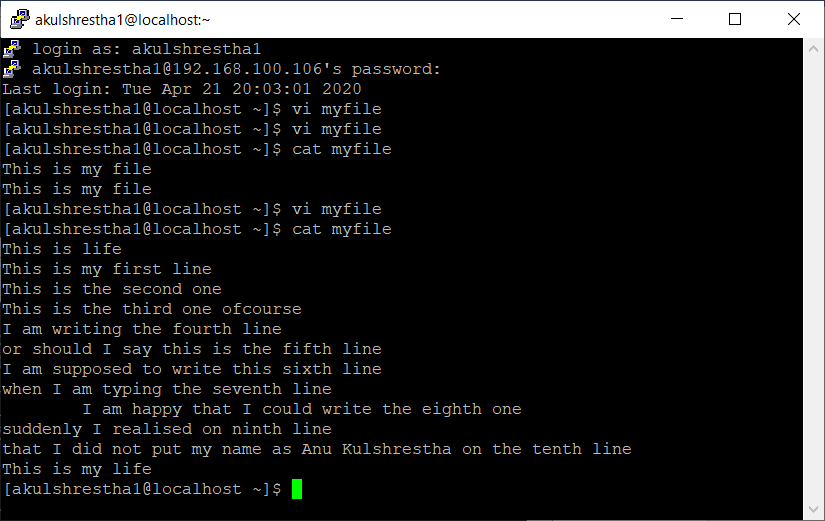 akulshrestha1@localhost:~
login as: akulshrestha1
akulshrestha1@192.168.100.106's password:
Last login: Tue Apr 21 20:03:01 2020
[akulshrestha1@localhost ~]$ vi myfile
[akulshrestha1@localhost ~]$ vi myfile
[akulshrestha1@localhost ~]$ cat myfile
This is my file
This is my file
[akulshrestha1@localhost ~]$ vi myfile
[akulshrestha1@localhost ~]$ cat myfile
This is life
This is my first line
This is the second one
This is the third one ofcourse
I am writing the fourth line
or should I say this is the fifth line
I am supposed to write this sixth line
when I am typing the seventh line
        I am happy that I could write the eighth one
suddenly I realised on ninth line
that I did not put my name as Anu Kulshrestha on the tenth line
This is my life
[akulshrestha1@localhost ~]$